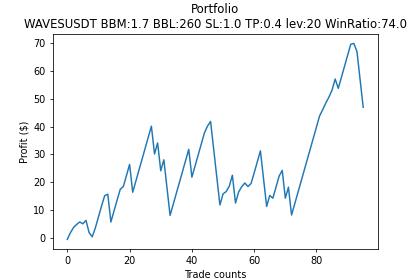 Portfolio
WAVESUSDT BBM:1.7 BBL:260 SL:1.0 TP:0.4 lev:20 WinRatio:74.0
70
60
50
40
30
20
10
0
Profit ($)
0 20 40 60 80
Trade counts